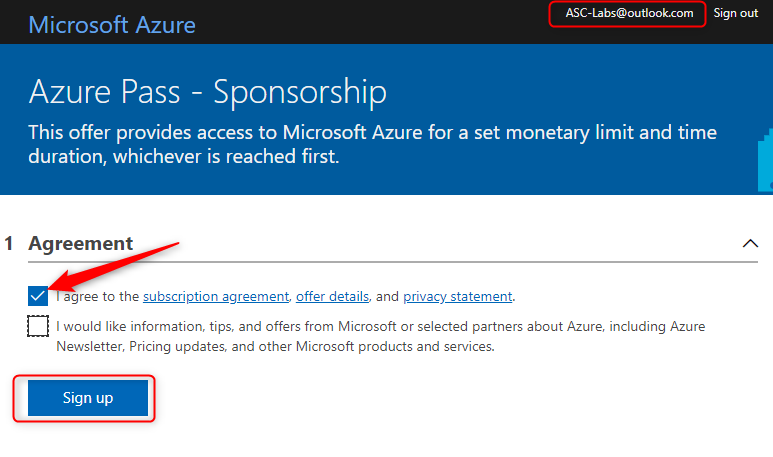 ASC-Labs@outlook.com Sign out
Microsoft Azure
Azure Pass - Sponsorship
This offer provides access to Microsoft Azure for a set monetary limit and time
duration, whichever is reached first.
1 Agreement
I agree to the subscription agreement, offer details, and privacy statement.
I would like information, tips, and offers from Microsoft or selected partners about Azure, including Azure
Newsletter, Pricing updates, and other Microsoft products and services.
Sign up